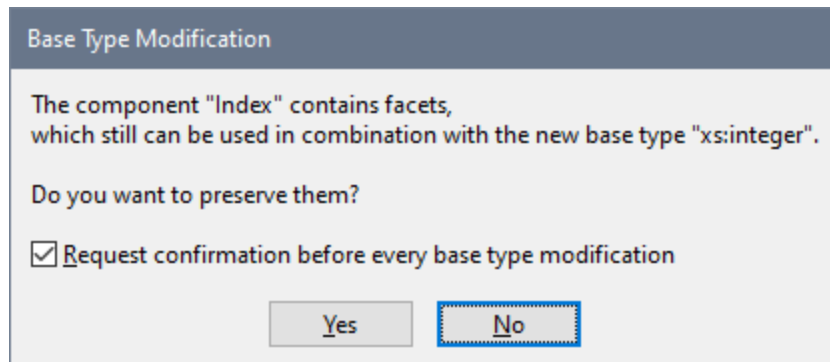 Base Type Modification
The component "Index" contains facets,
which still can be used in combination with the new base type "xs:integer".
Do you want to preserve them?
Request confirmation before every base type modification
Yes No